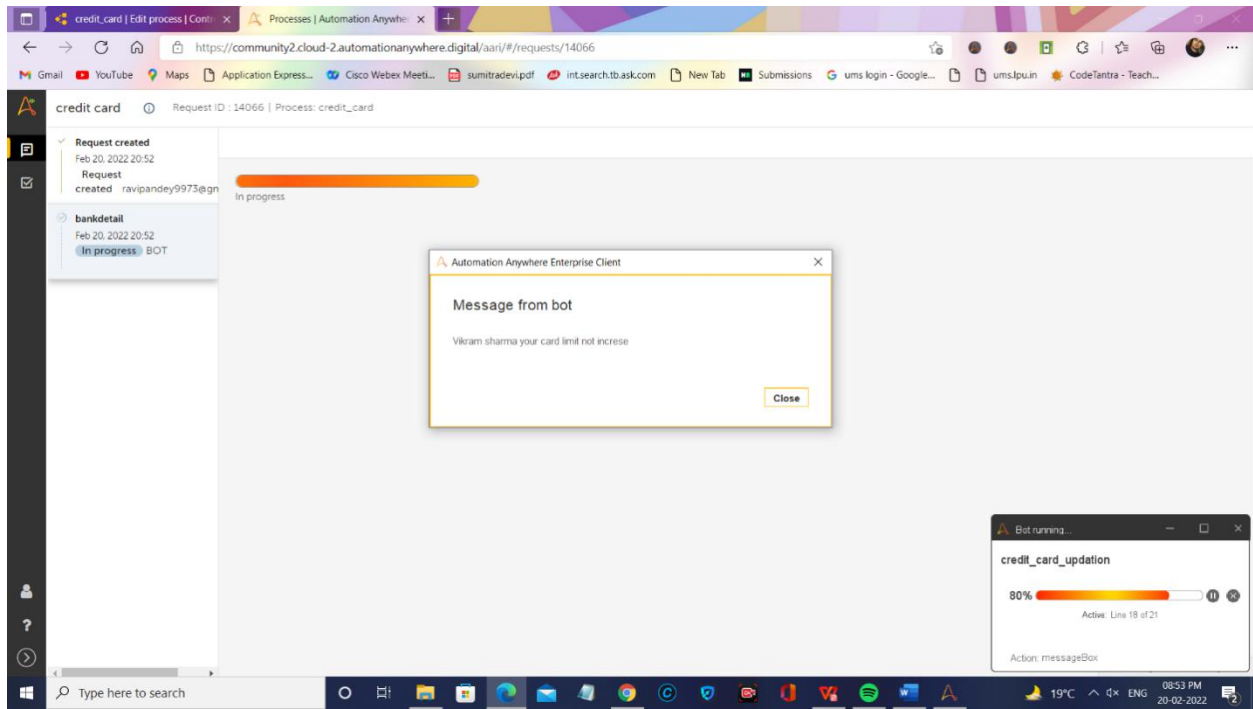 credit_card | Edit process | Contr
Processes | Automation Anywher
https://community2.cloud-2.automationanywhere.digital/aari/#/requests/14066
Gmail YouTube Maps Application Express... Cisco Webex Meeti... sumitradevi.pdf int.search.tb.ask.com New Tab Submissions ums login - Google... ums.lpu.in CodeTantra - Teach...
credit card Request ID : 14066 | Process: credit_card
Request created
Feb 20, 2022 20:52
Request
created ravipandey9973@gn
In progress
bankdetail
Feb 20, 2022 20:52
In progress BOT
Automation Anywhere Enterprise Client
Message from bot
Vikram sharma your card limit not increse
Close
Bot running...
credit_card_updation
80%
Active: Line 18 of 21
Action: messageBox
Type here to search
19°C ENG
08:53 PM
20-02-2022
2